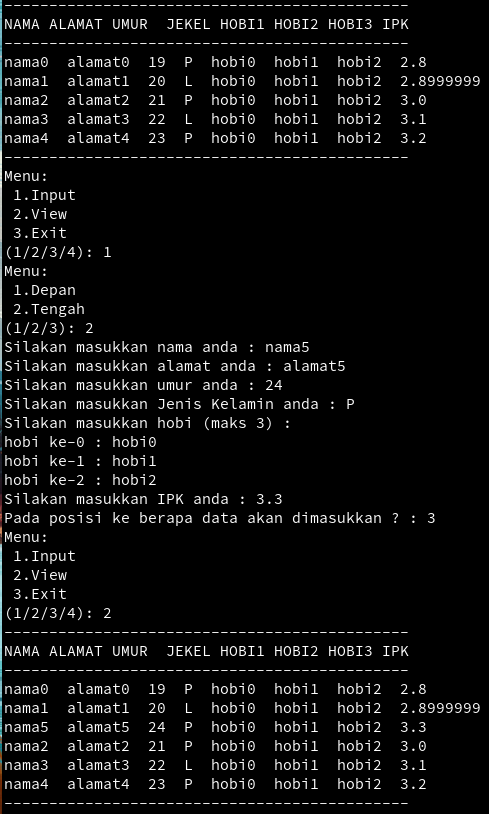 ---------------------------------------------
NAMA ALAMAT UMUR  JEKEL HOBI1 HOBI2 HOBI3 IPK
---------------------------------------------
nama0  alamat0  19  P  hobi0  hobi1  hobi2  2.8
nama1  alamat1  20  L  hobi0  hobi1  hobi2  2.8999999
nama2  alamat2  21  P  hobi0  hobi1  hobi2  3.0
nama3  alamat3  22  L  hobi0  hobi1  hobi2  3.1
nama4  alamat4  23  P  hobi0  hobi1  hobi2  3.2
---------------------------------------------
Menu:
 1.Input
 2.View
 3.Exit
(1/2/3/4): 1
Menu:
 1.Depan
 2.Tengah
(1/2/3): 2
Silakan masukkan nama anda : nama5
Silakan masukkan alamat anda : alamat5
Silakan masukkan umur anda : 24
Silakan masukkan Jenis Kelamin anda : P
Silakan masukkan hobi (maks 3) :
hobi ke-0 : hobi0
hobi ke-1 : hobi1
hobi ke-2 : hobi2
Silakan masukkan IPK anda : 3.3
Pada posisi ke berapa data akan dimasukkan ? : 3
Menu:
 1.Input
 2.View
 3.Exit
(1/2/3/4): 2
---------------------------------------------
NAMA ALAMAT UMUR  JEKEL HOBI1 HOBI2 HOBI3 IPK
---------------------------------------------
nama0  alamat0  19  P  hobi0  hobi1  hobi2  2.8
nama1  alamat1  20  L  hobi0  hobi1  hobi2  2.8999999
nama5  alamat5  24  P  hobi0  hobi1  hobi2  3.3
nama2  alamat2  21  P  hobi0  hobi1  hobi2  3.0
nama3  alamat3  22  L  hobi0  hobi1  hobi2  3.1
nama4  alamat4  23  P  hobi0  hobi1  hobi2  3.2
---------------------------------------------